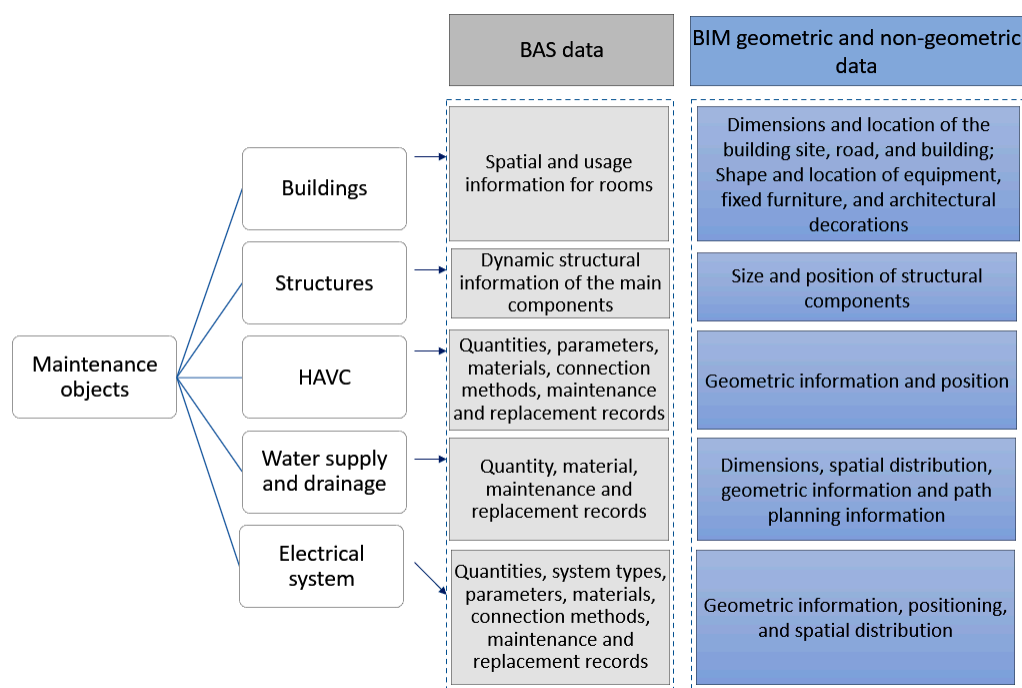 BAS data
BIM geometric and non-geometric
data
Maintenance
objects
Buildings
Spatial and usage
information for rooms
Dimensions and location of the
building site, road, and building;
Shape and location of equipment,
fixed furniture, and architectural
decorations
Structures
Dynamic structural
information of the main
components
Size and position of structural
components
HAVC
Quantities, parameters,
materials, connection
methods, maintenance
and replacement records
Geometric information and position
Water supply
and drainage
Quantity, material,
maintenance and
replacement records
Dimensions, spatial distribution,
geometric information and path
planning information
Electrical
system
Quantities, system types,
parameters, materials,
connection methods,
maintenance and
replacement records
Geometric information, positioning,
and spatial distribution